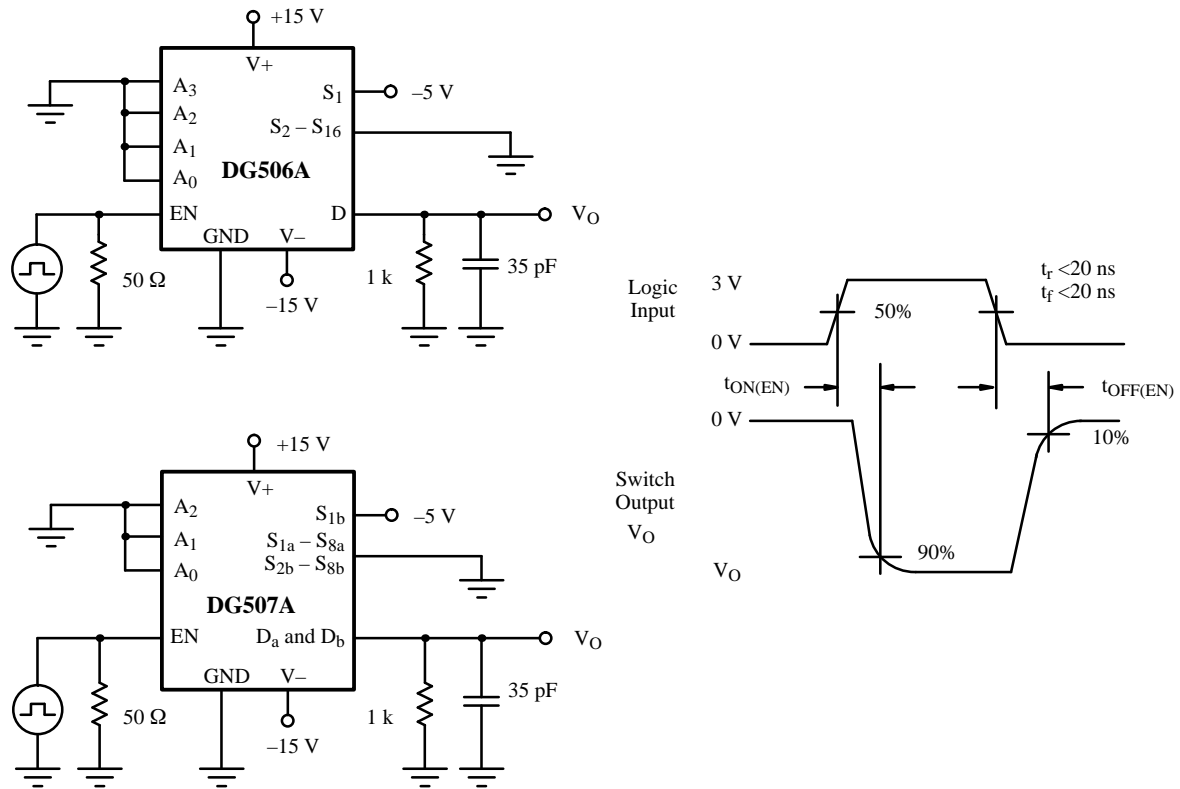 +15 V
V+
A3
A2
A1
A0
EN
S1
–5 V
S2 – S16
DG506A
D
VO
GND
V–
50 Ω
–15 V
1 k
35 pF
+15 V
V+
A2
A1
A0
EN
S1b
–5 V
S1a – S8a
S2b – S8b
DG507A
Da and Db
VO
GND
V–
50 Ω
–15 V
1 k
35 pF
Logic
Input
3 V
50%
0 V
tr <20 ns
tf <20 ns
tON(EN)
tOFF(EN)
0 V
10%
Switch
Output
VO
90%
VO